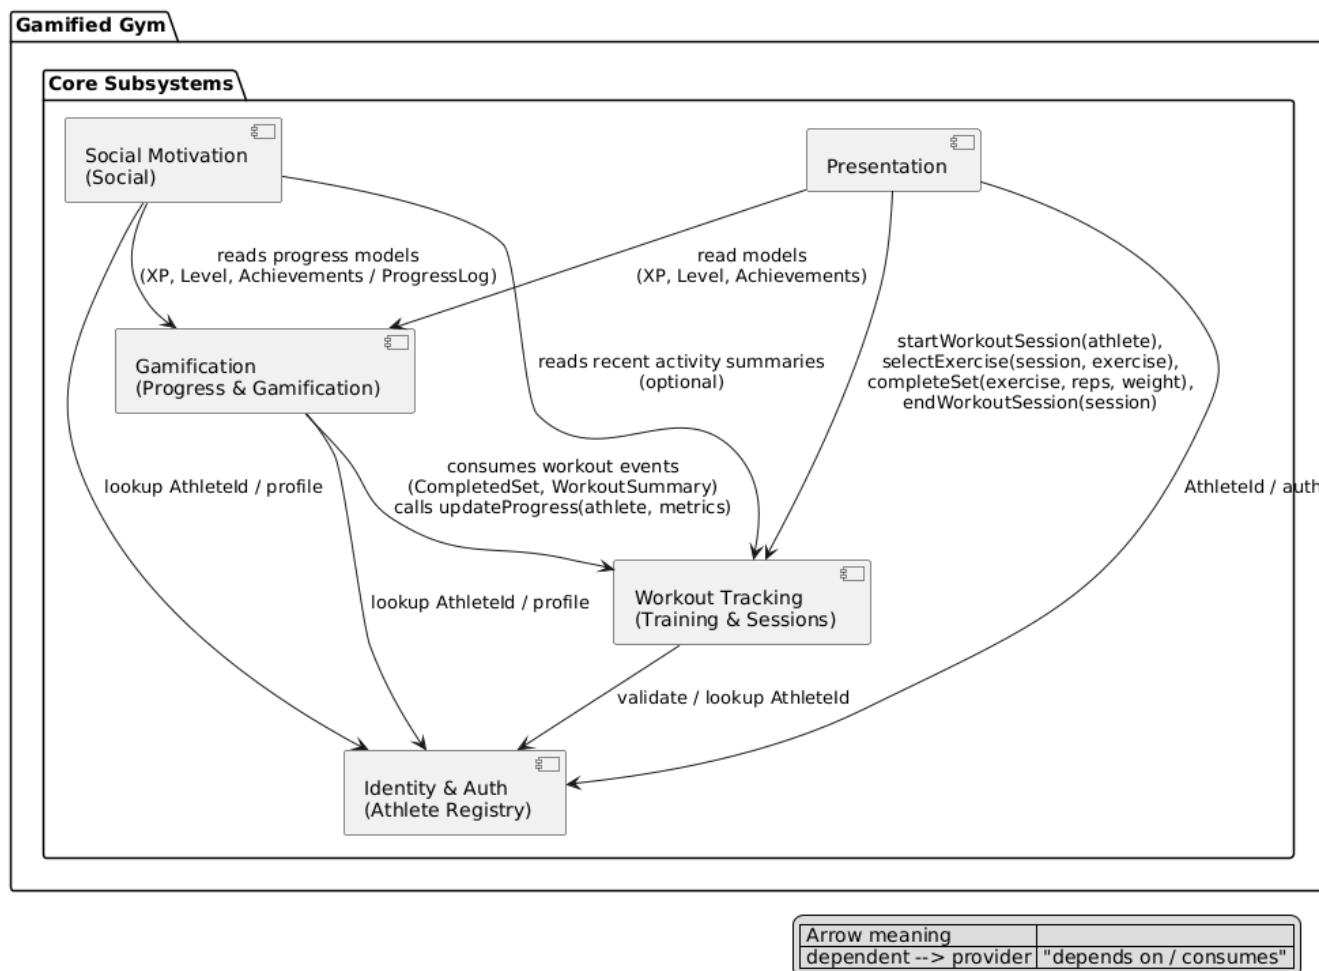 Gamified Gym
Core Subsystems
Social Motivation
(Social)
Presentation
reads progress models
(XP, Level, Achievements / ProgressLog)
read models
(XP, Level, Achievements)
Gamification
(Progress & Gamification)
reads recent activity summaries
(optional)
startWorkoutSession(athlete),
selectExercise(session, exercise),
completeSet(exercise, reps, weight),
endWorkoutSession(session)
lookup AthleteId / profile
consumes workout events
(CompletedSet, WorkoutSummary)
calls updateProgress(athlete, metrics)
AthleteId / auth
lookup AthleteId / profile
Workout Tracking
(Training & Sessions)
validate / lookup AthleteId
Identity & Auth
(Athlete Registry)
Arrow meaning
dependent --> provider "depends on / consumes"